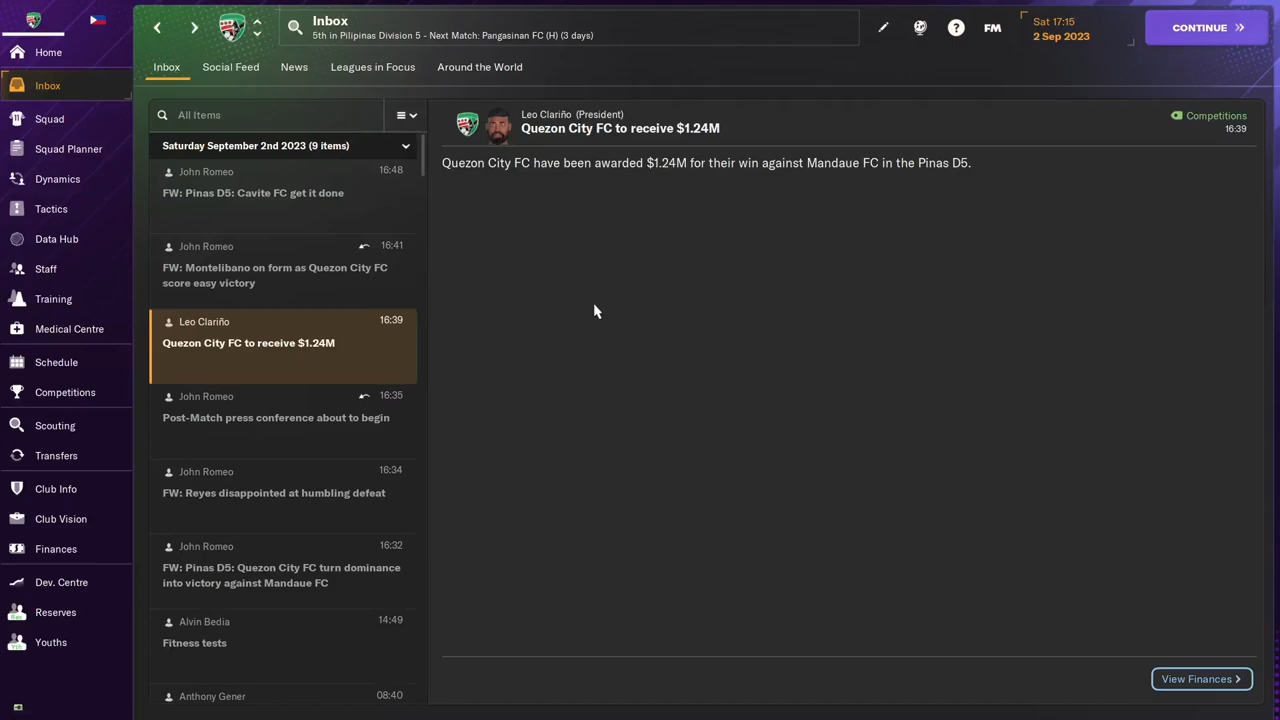 Inbox
5th in Pilipinas Division 5 - Next Match: Pangasinan FC (H) (3 days)
FM
Sat 17:15
2 Sep 2023
CONTINUE
Home
Inbox
Squad
Squad Planner
Dynamics
Tactics
Data Hub
Staff
Training
Medical Centre
Schedule
Competitions
Scouting
Transfers
Club Info
Club Vision
Finances
Dev. Centre
Reserves
Youths
Inbox
Social Feed
News
Leagues in Focus
Around the World
All Items
Saturday September 2nd 2023 (9 items)
John Romeo
16:48
FW: Pinas D5: Cavite FC get it done
John Romeo
16:41
FW: Montelibano on form as Quezon City FC
score easy victory
Leo Clariño
16:39
Quezon City FC to receive $1.24M
John Romeo
16:35
Post-Match press conference about to begin
John Romeo
16:34
FW: Reyes disappointed at humbling defeat
John Romeo
16:32
FW: Pinas D5: Quezon City FC turn dominance
into victory against Mandaue FC
Alvin Bedia
14:49
Fitness tests
Anthony Gener
08:40
Leo Clariño (President)
Quezon City FC to receive $1.24M
Competitions
16:39
Quezon City FC have been awarded $1.24M for their win against Mandaue FC in the Pinas D5.
View Finances